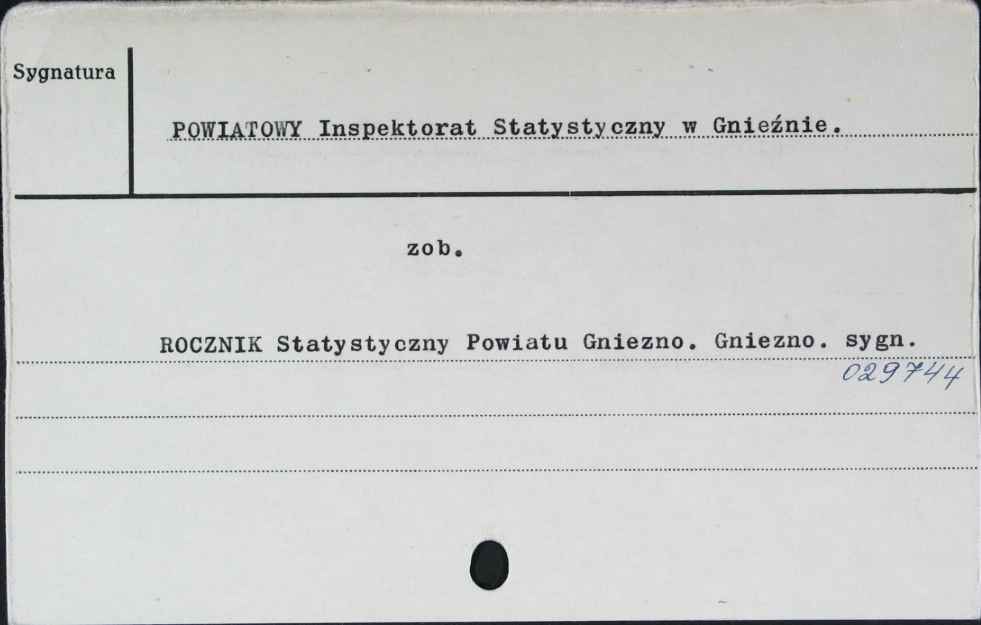 Sygnatura
POWIATOWY Inspektorat Statystyczny w Gnieźnie.
zob.
ROCZNIK Statystyczny Powiatu Gniezno. Gniezno. sygn.
029744